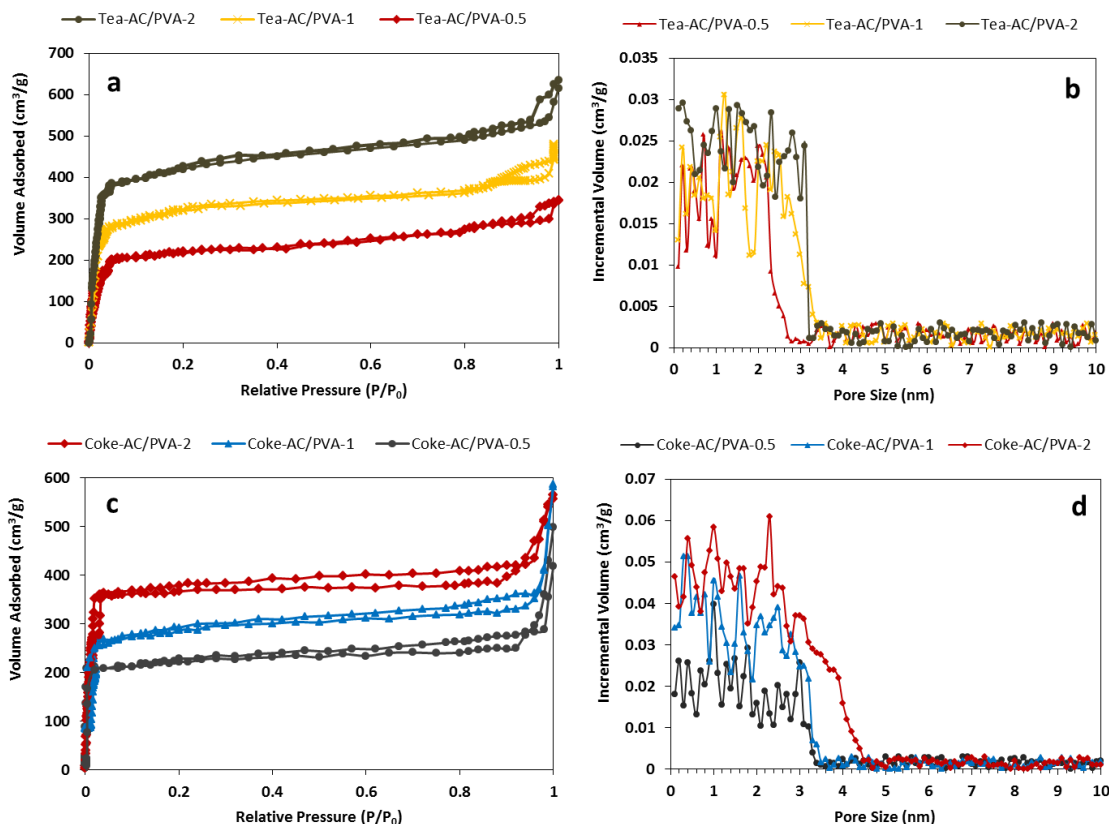 Tea-AC/PVA-2 Tea-AC/PVA-1 Tea-AC/PVA-0.5
a
700
600
500
400
300
200
100
0
Volume Adsorbed (cm³/g)
0 0.2 0.4 0.6 0.8 1
Relative Pressure (P/P₀)
Tea-AC/PVA-0.5 Tea-AC/PVA-1 Tea-AC/PVA-2
b
0.035
0.03
0.025
0.02
0.015
0.01
0.005
0
Incremental Volume (cm³/g)
0 1 2 3 4 5 6 7 8 9 10
Pore Size (nm)
Coke-AC/PVA-2 Coke-AC/PVA-1 Coke-AC/PVA-0.5
c
600
500
400
300
200
100
0
Volume Adsorbed (cm³/g)
0 0.2 0.4 0.6 0.8 1
Relative Pressure (P/P₀)
Coke-AC/PVA-0.5 Coke-AC/PVA-1 Coke-AC/PVA-2
d
0.07
0.06
0.05
0.04
0.03
0.02
0.01
0
Incremental Volume (cm³/g)
0 1 2 3 4 5 6 7 8 9 10
Pore Size (nm)